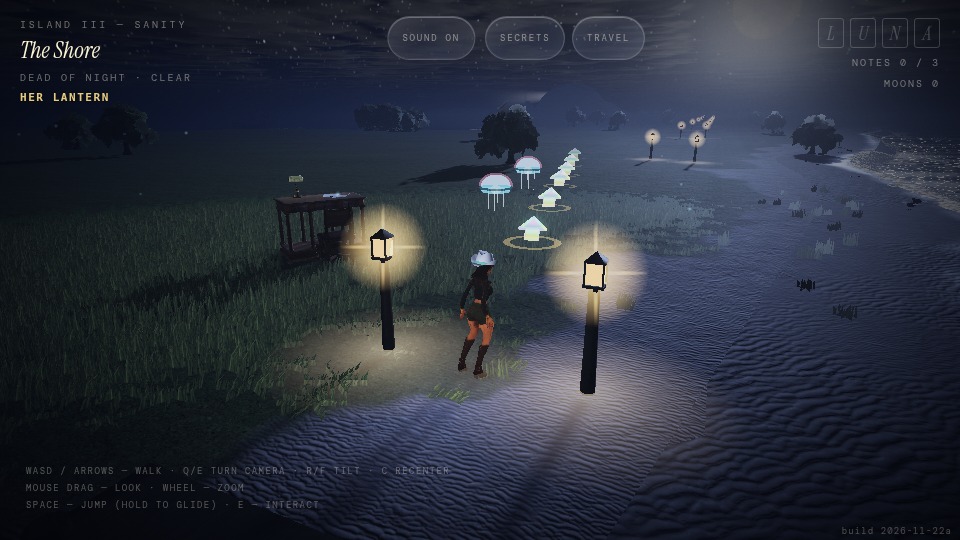 ISLAND III — SANITY
The Shore
DEAD OF NIGHT · CLEAR
HER LANTERN
SOUND ON
SECRETS
TRAVEL
L U N A
NOTES 0 / 3
MOONS 0
WASD / ARROWS — WALK · Q/E TURN CAMERA · R/F TILT · C RECENTER
MOUSE DRAG — LOOK · WHEEL — ZOOM
SPACE — JUMP (HOLD TO GLIDE) · E — INTERACT
build 2026-11-22a